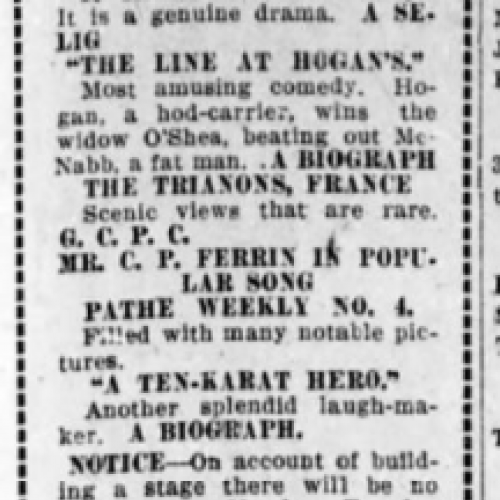 It is a genuine drama. A SE-
LIG
"THE LINE AT HOGAN'S."
Most amusing comedy. Ho-
gan, a hod-carrier, wins the
widow O'Shea, beating out Mc-
Nabb, a fat man. . A BIOGRAPH
THE TRIANONS, FRANCE
Scenic views that are rare.
G. C. P. C.
MR. C. P. FERRIN IN POPU-
LAR SONG
PATHE WEEKLY NO. 4.
Filled with many notable pic-
tures.
"A TEN-KARAT HERO."
Another splendid laugh-ma-
ker. A BIOGRAPH.
NOTICE—On account of build-
ing a stage there will be no